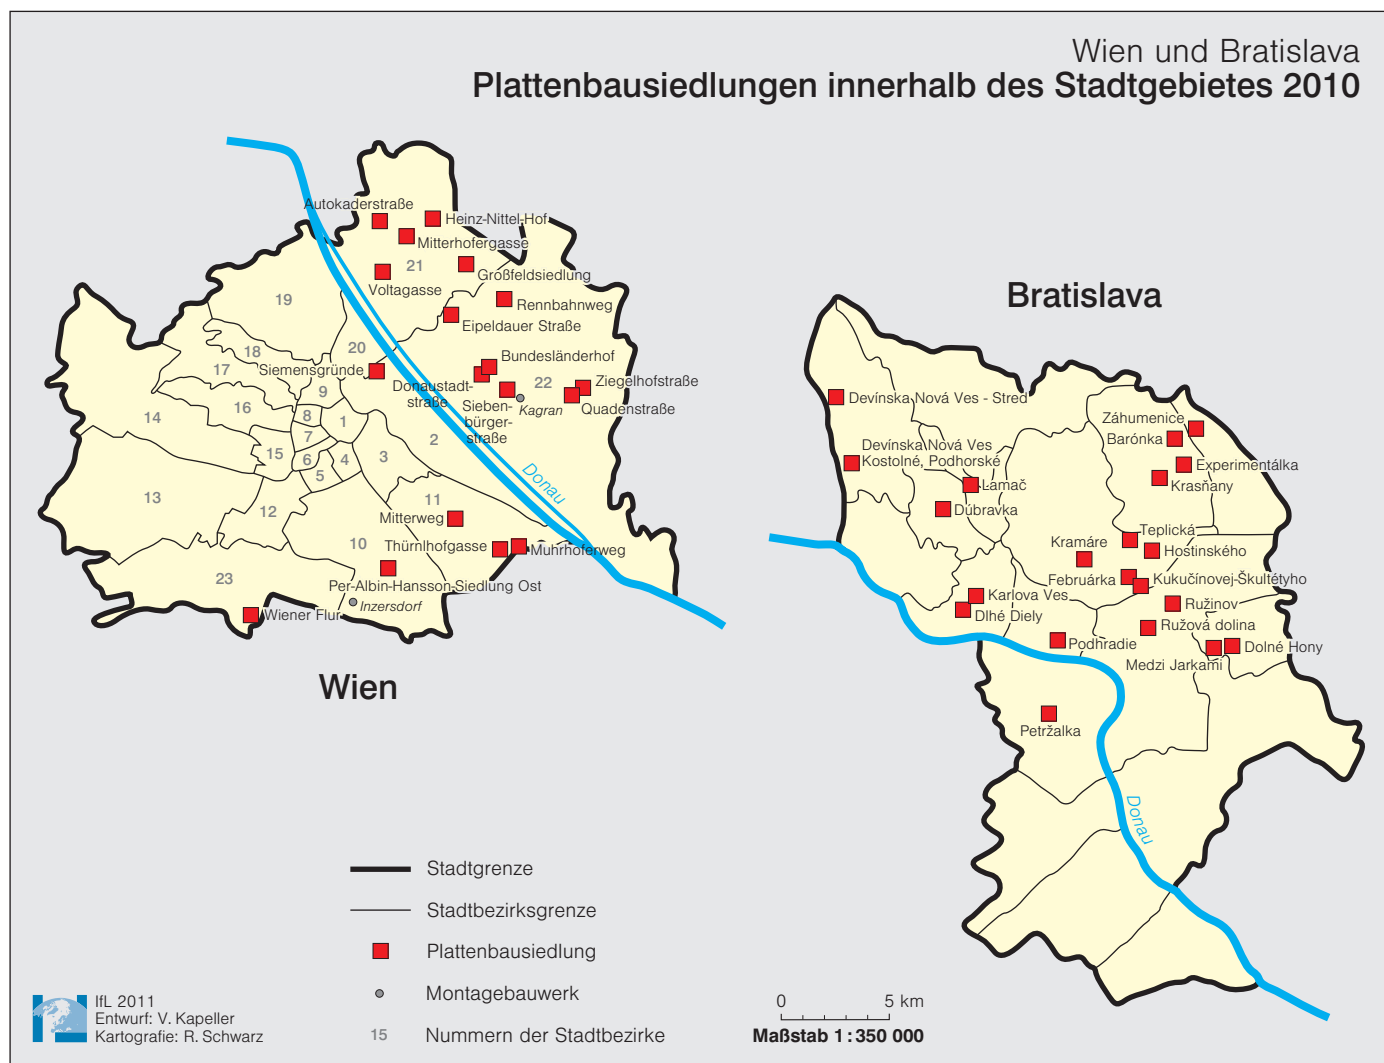 Wien und Bratislava
Plattenbausiedlungen innerhalb des Stadtgebietes 2010
Autokaderstraße
Heinz-Nittel-Hof
Mitterhofergasse
21
Großfeldsiedlung
Voltagasse
19
Rennbahnweg
Eipeldauer Straße
20
18
Bundesländerhof
17
Siemensgründe
9
Donaustadt-
straße
22
Ziegelhofstraße
Sieben-
bürger-
straße
Kagran
Quadenstraße
16
14
8
1
7
2
15
6
4
3
5
Donau
13
12
11
Mitterweg
10
Thürnlhofgasse
Muhrhoferweg
23
Per-Albin-Hansson-Siedlung Ost
Inzersdorf
Wiener Flur
Wien
Bratislava
Devínska Nová Ves - Stred
Záhumenice
Barónka
Devínska Nová Ves
Kostolné, Podhorské
Experimentálka
Krasňany
Lamač
Dúbravka
Teplická
Kramáre
Hostinského
Februárka
Kukučínovej-Škultétyho
Karlova Ves
Ružinov
Dlhé Diely
Ružová dolina
Podhradie
Dolné Hony
Medzi Jarkami
Petržalka
Donau
Stadtgrenze
Stadtbezirksgrenze
Plattenbausiedlung
Montagebauwerk
15 Nummern der Stadtbezirke
IfL 2011
Entwurf: V. Kapeller
Kartografie: R. Schwarz
0 5 km
Maßstab 1 : 350 000